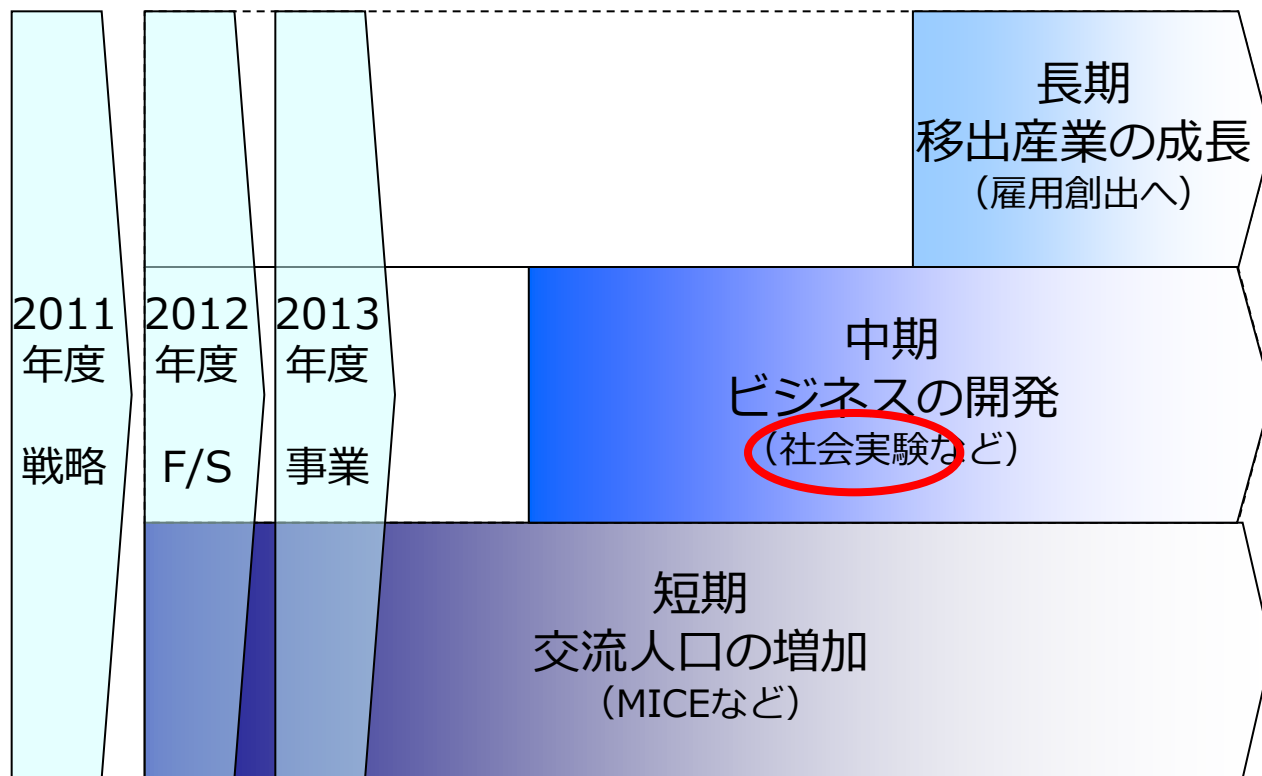 2011
年度
戦略
2012
年度
F/S
2013
年度
事業
長期
移出産業の成長
（雇用創出へ）
中期
ビジネスの開発
（社会実験など）
短期
交流人口の増加
（MICEなど）